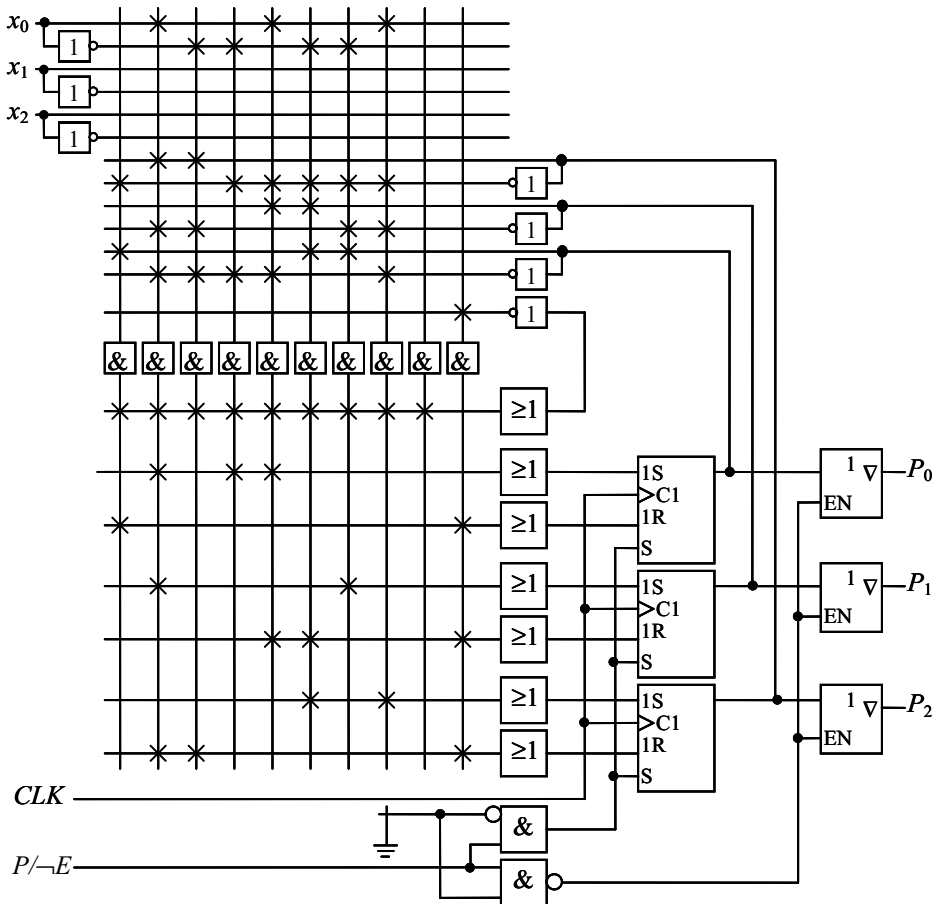 x0
1
x1
1
x2
1
1
1
1
1
& & & & & & & & & &
≥1
≥1 1S 1 ∇ P0
C1
EN
≥1 1R
S
≥1 1S 1 ∇ P1
C1
EN
≥1 1R
S
≥1 1S 1 ∇ P2
C1
EN
≥1 1R
S
CLK
&
P/¬E
&